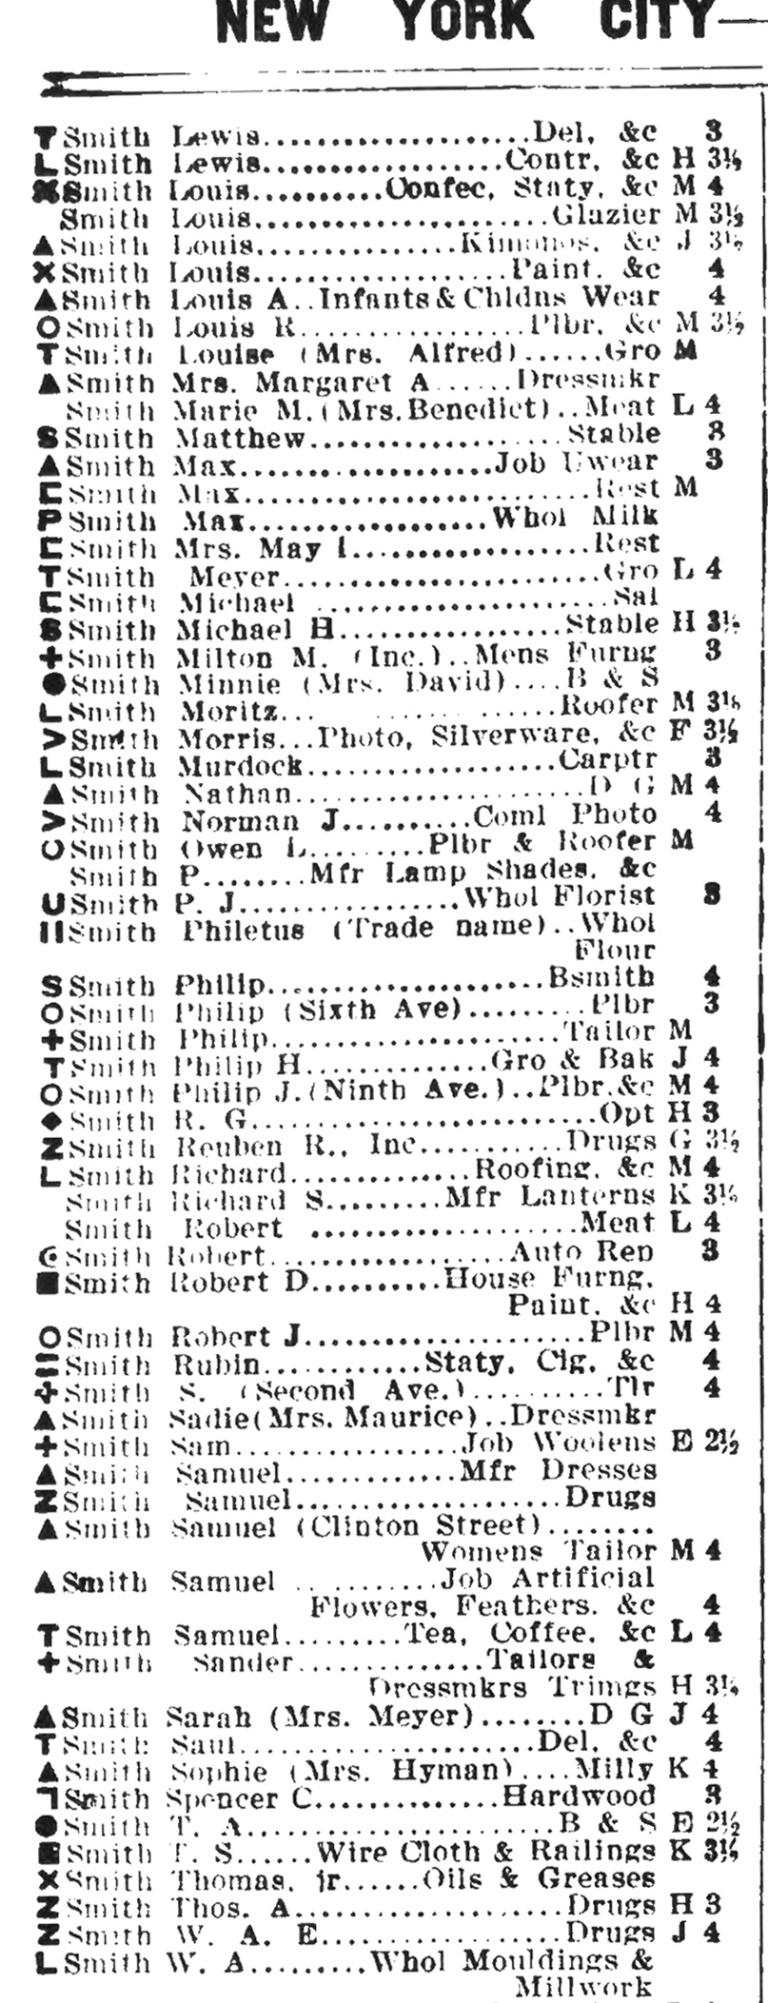 NEW YORK CITY—
T Smith Lewis....................Del, &c 3
L Smith Lewis..................Contr, &c H 3½
Smith Louis..........Confec, Staty, &c M 4
Smith Louis......................Glazier M 3½
▲ Smith Louis...............Kimonos, &c J 3½
X Smith Louis...................Paint, &c 4
▲ Smith Louis A..Infants & Chldns Wear 4
O Smith Louis R.................Plbr, &c M 3½
T Smith Louise (Mrs. Alfred)......Gro M
▲ Smith Mrs. Margaret A......Dressmkr
Smith Marie M. (Mrs. Benedict)..Meat L 4
S Smith Matthew...................Stable 3
▲ Smith Max....................Job Uwear 3
⊏ Smith Max..........................Rest M
P Smith Max..................Whol Milk
⊏ Smith Mrs. May I.................Rest
T Smith Meyer........................Gro L 4
⊏ Smith Michael ......................Sal
S Smith Michael H................Stable H 3½
+ Smith Milton M. (Inc.)..Mens Furng 3
● Smith Minnie (Mrs. David)....B & S
L Smith Moritz... ............Roofer M 3½
> Smith Morris...Photo, Silverware, &c F 3½
L Smith Murdock...................Carptr 3
▲ Smith Nathan.......................D G M 4
> Smith Norman J..........Coml Photo 4
O Smith Owen L.........Plbr & Roofer M
Smith P........Mfr Lamp Shades, &c
U Smith P. J.................Whol Florist 3
II Smith Philetus (Trade name)..Whol
Flour
S Smith Philip.....................Bsmith 4
O Smith Philip (Sixth Ave).........Plbr 3
+ Smith Philip......................Tailor M
T Smith Philip H..............Gro & Bak J 4
O Smith Philip J. (Ninth Ave.)..Plbr, &c M 4
◆ Smith R. G..........................Opt H 3
Z Smith Reuben R., Inc...........Drugs G 3½
L Smith Richard..............Roofing, &c M 4
Smith Richard S.........Mfr Lanterns K 3½
Smith Robert .....................Meat L 4
Smith Robert..................Auto Rep 3
■ Smith Robert D..........House Furng,
Paint, &c H 4
O Smith Robert J.....................Plbr M 4
= Smith Rubin............Staty, Cig, &c 4
+ Smith S. (Second Ave.)..........Tlr 4
▲ Smith Sadie (Mrs. Maurice)..Dressmkr
+ Smith Sam.................Job Woolens E 2½
▲ Smith Samuel.............Mfr Dresses
Z Smith Samuel....................Drugs
▲ Smith Samuel (Clinton Street)........
Womens Tailor M 4
▲ Smith Samuel ..........Job Artificial
Flowers, Feathers, &c 4
T Smith Samuel.........Tea, Coffee, &c L 4
+ Smith Sander..............Tailors &
Dressmkrs Trimgs H 3½
▲ Smith Sarah (Mrs. Meyer)........D G J 4
T Smith Saul......................Del, &c 4
▲ Smith Sophie (Mrs. Hyman)....Milly K 4
ㄱ Smith Spencer C..............Hardwood 3
● Smith T. A.......................B & S E 2½
■ Smith T. S......Wire Cloth & Railings K 3½
X Smith Thomas, jr......Oils & Greases
Z Smith Thos. A....................Drugs H 3
Z Smith W. A. E..................Drugs J 4
L Smith W. A.........Whol Mouldings &
Millwork